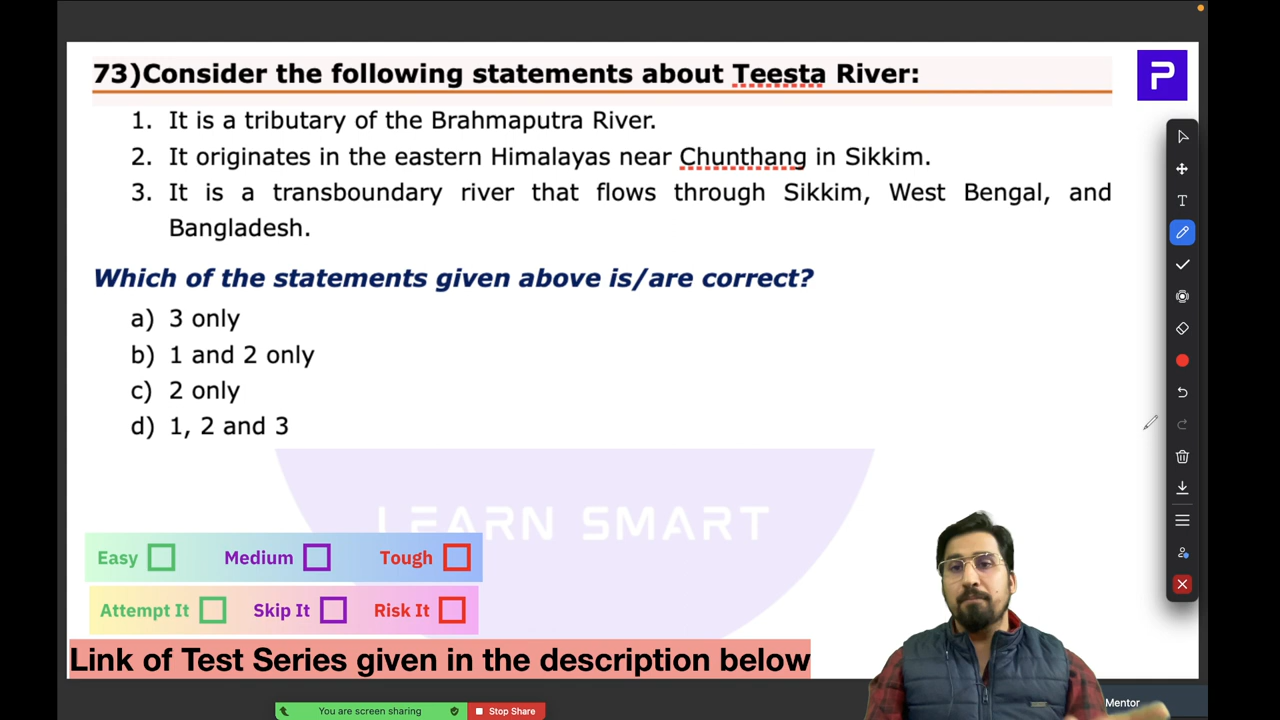 73)Consider the following statements about Teesta River:
P
1. It is a tributary of the Brahmaputra River.
2. It originates in the eastern Himalayas near Chunthang in Sikkim.
3. It is a transboundary river that flows through Sikkim, West Bengal, and
Bangladesh.
Which of the statements given above is/are correct?
a) 3 only
b) 1 and 2 only
c) 2 only
d) 1, 2 and 3
LEARN SMART
Easy Medium Tough
Attempt It Skip It Risk It
Link of Test Series given in the description below
Mentor
You are screen sharing Stop Share
T